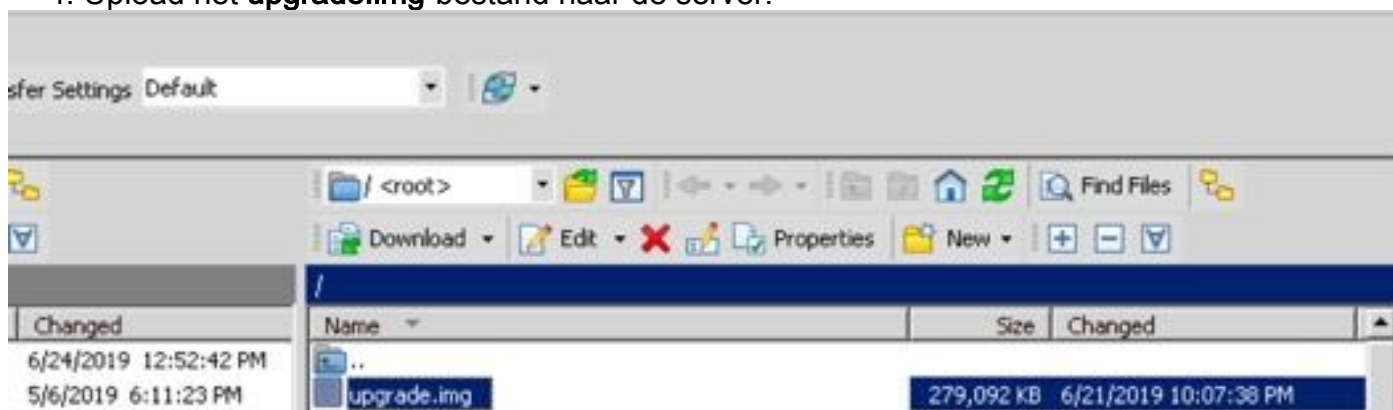 Upload het upgrade.img-bestand naar de server.
sfer Settings Default
/ <root>
Find Files
Download Edit Properties New
/
Changed Name Size Changed
6/24/2019 12:52:42 PM ..
5/6/2019 6:11:23 PM upgrade.img 279,092 KB 6/21/2019 10:07:38 PM